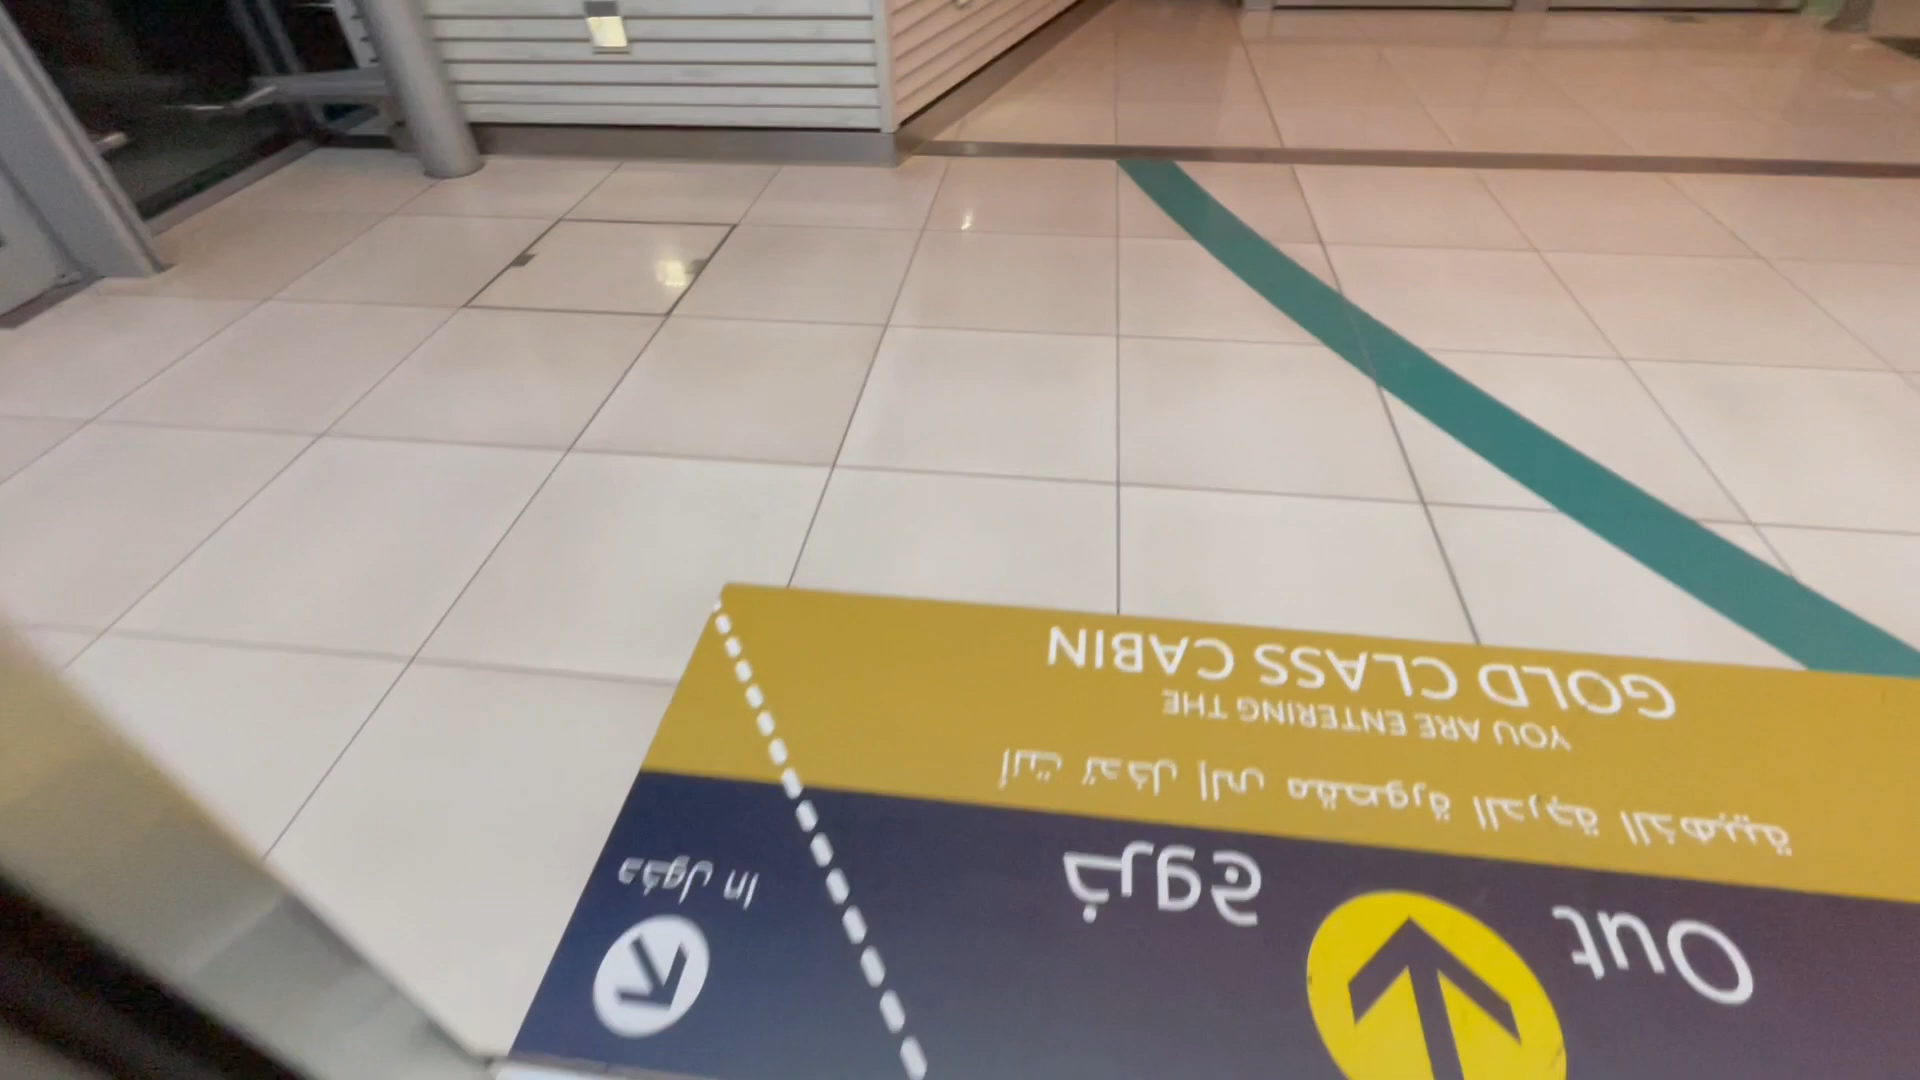 خروج
Out
دخول In
أنت تدخل إلى مقصورة الدرجة الذهبية
YOU ARE ENTERING THE
GOLD CLASS CABIN